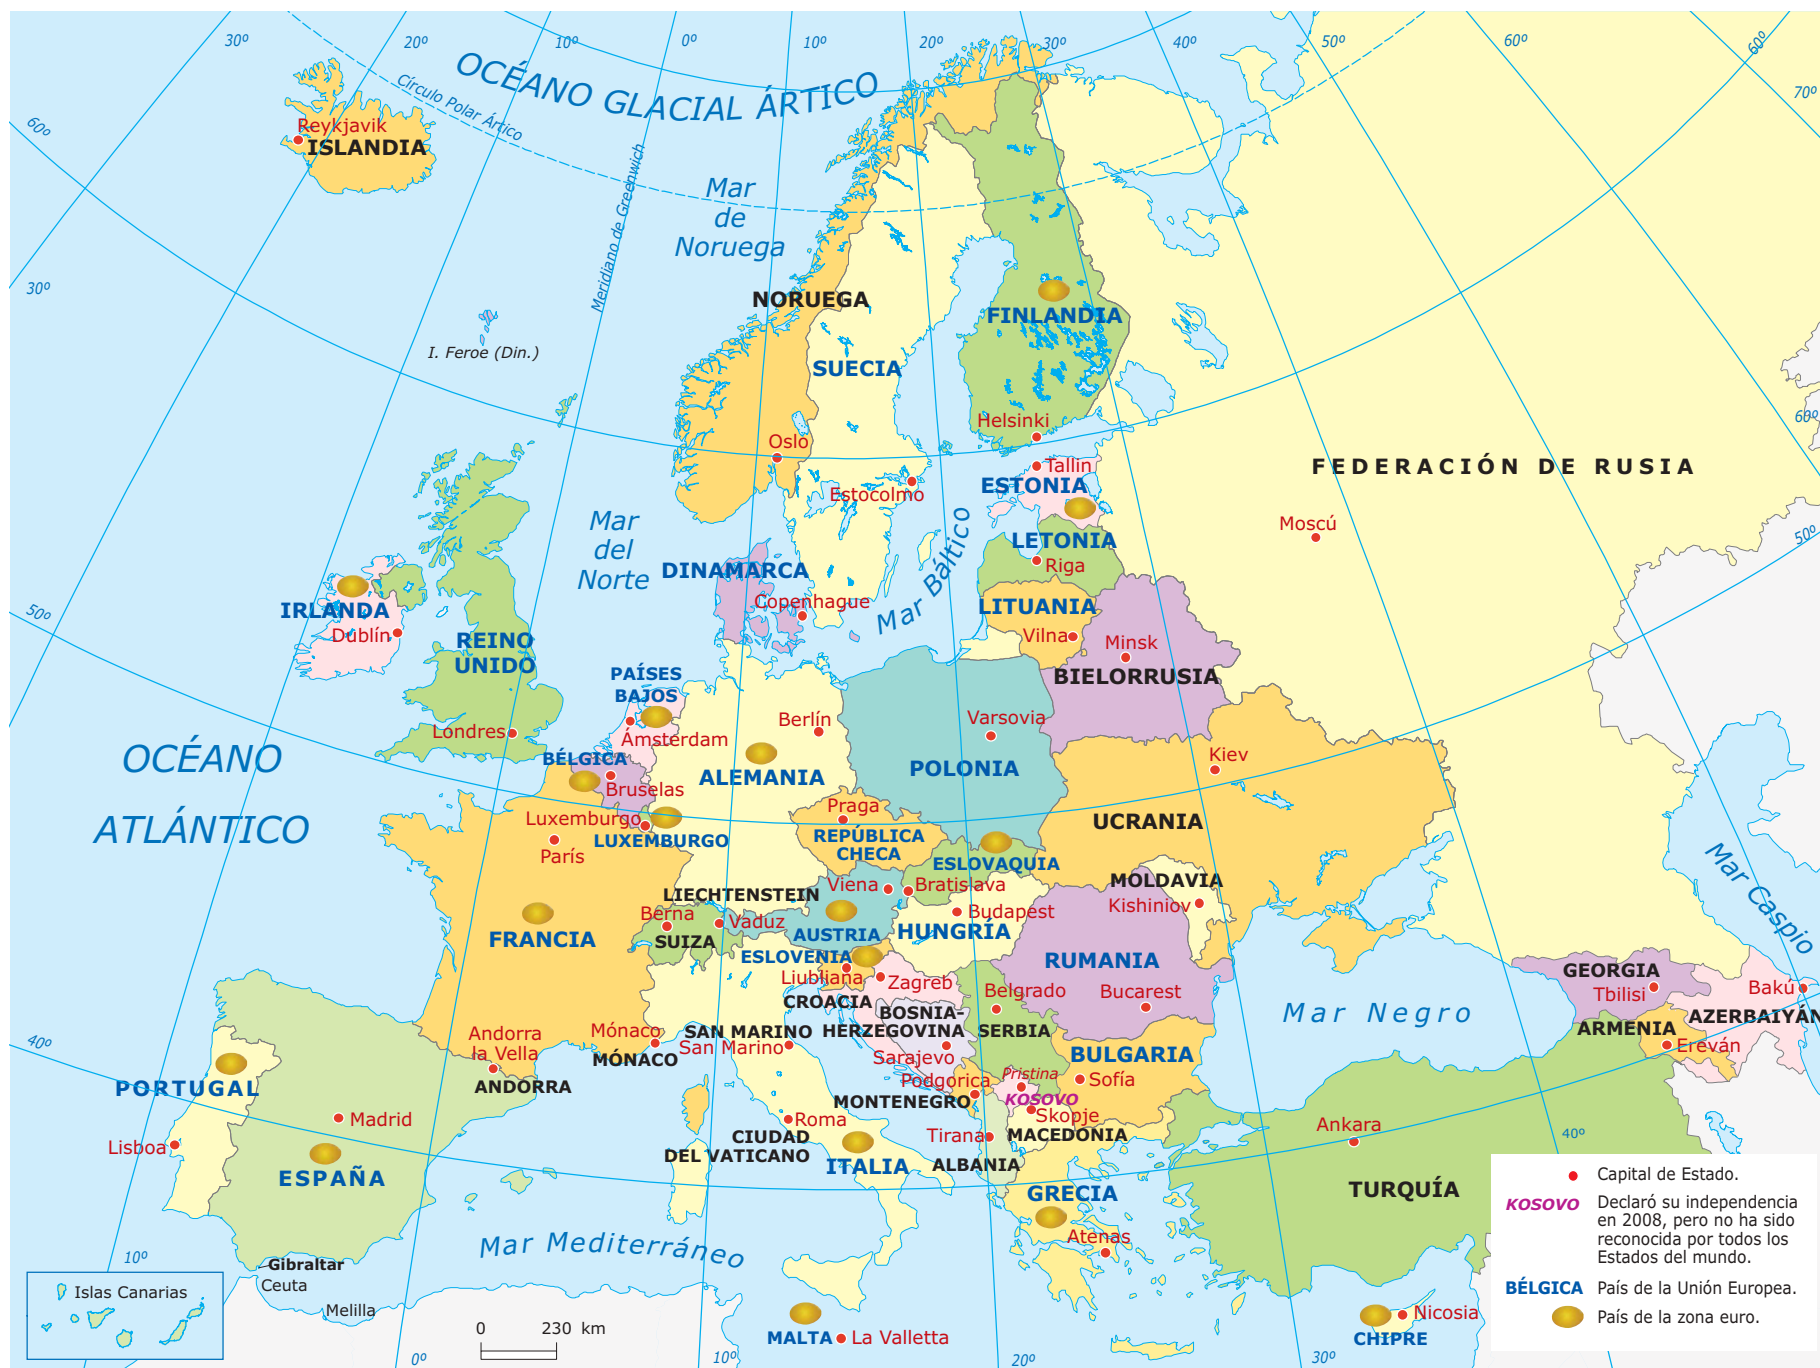 30º
20º
10º
0º
10º
20º
30º
40º
50º
60º
60º
70º
OCÉANO GLACIAL ÁRTICO
Círculo Polar Ártico
Meridiano de Greenwich
60º
Reykjavik
ISLANDIA
Mar
de
Noruega
30º
NORUEGA
FINLANDIA
I. Feroe (Din.)
SUECIA
Helsinki
60º
Oslo
Tallin
FEDERACIÓN DE RUSIA
ESTONIA
Estocolmo
Mar
del
Norte
Moscú
50º
LETONIA
Riga
Mar Báltico
DINAMARCA
Copenhague
IRLANDA
Dublín
50º
LITUANIA
Vilna
REINO
UNIDO
Minsk
BIELORRUSIA
PAÍSES
BAJOS
Londres
Ámsterdam
Berlín
Varsovia
OCÉANO
ATLÁNTICO
BÉLGICA
Bruselas
ALEMANIA
POLONIA
Kiev
Luxemburgo
LUXEMBURGO
París
Praga
REPÚBLICA
CHECA
UCRANIA
ESLOVAQUIA
Mar Caspio
LIECHTENSTEIN
Viena
Bratislava
MOLDAVIA
Kishiniov
Berna
Vaduz
SUIZA
Budapest
AUSTRIA
HUNGRÍA
FRANCIA
ESLOVENIA
Liubliana
RUMANIA
Zagreb
CROACIA
Belgrado
Bucarest
GEORGIA
Tbilisi
Bakú
BOSNIA-
HERZEGOVINA
SERBIA
Mar Negro
AZERBAIYÁN
ARMENIA
Ereván
Mónaco
MÓNACO
SAN MARINO
San Marino
Sarajevo
40º
Andorra
la Vella
ANDORRA
BULGARIA
Sofía
Pristina
KOSOVO
Podgorica
MONTENEGRO
PORTUGAL
Skopje
MACEDONIA
Madrid
Lisboa
Roma
CIUDAD
DEL VATICANO
ITALIA
Tirana
ALBANIA
Ankara
40º
ESPAÑA
GRECIA
TURQUÍA
Atenas
Mar Mediterráneo
10º
Gibraltar
Ceuta
Melilla
Islas Canarias
0
230 km
MALTA
La Valletta
Nicosia
CHIPRE
0º
10º
20º
30º
Capital de Estado.
KOSOVO Declaró su independencia
en 2008, pero no ha sido
reconocida por todos los
Estados del mundo.
BÉLGICA País de la Unión Europea.
País de la zona euro.